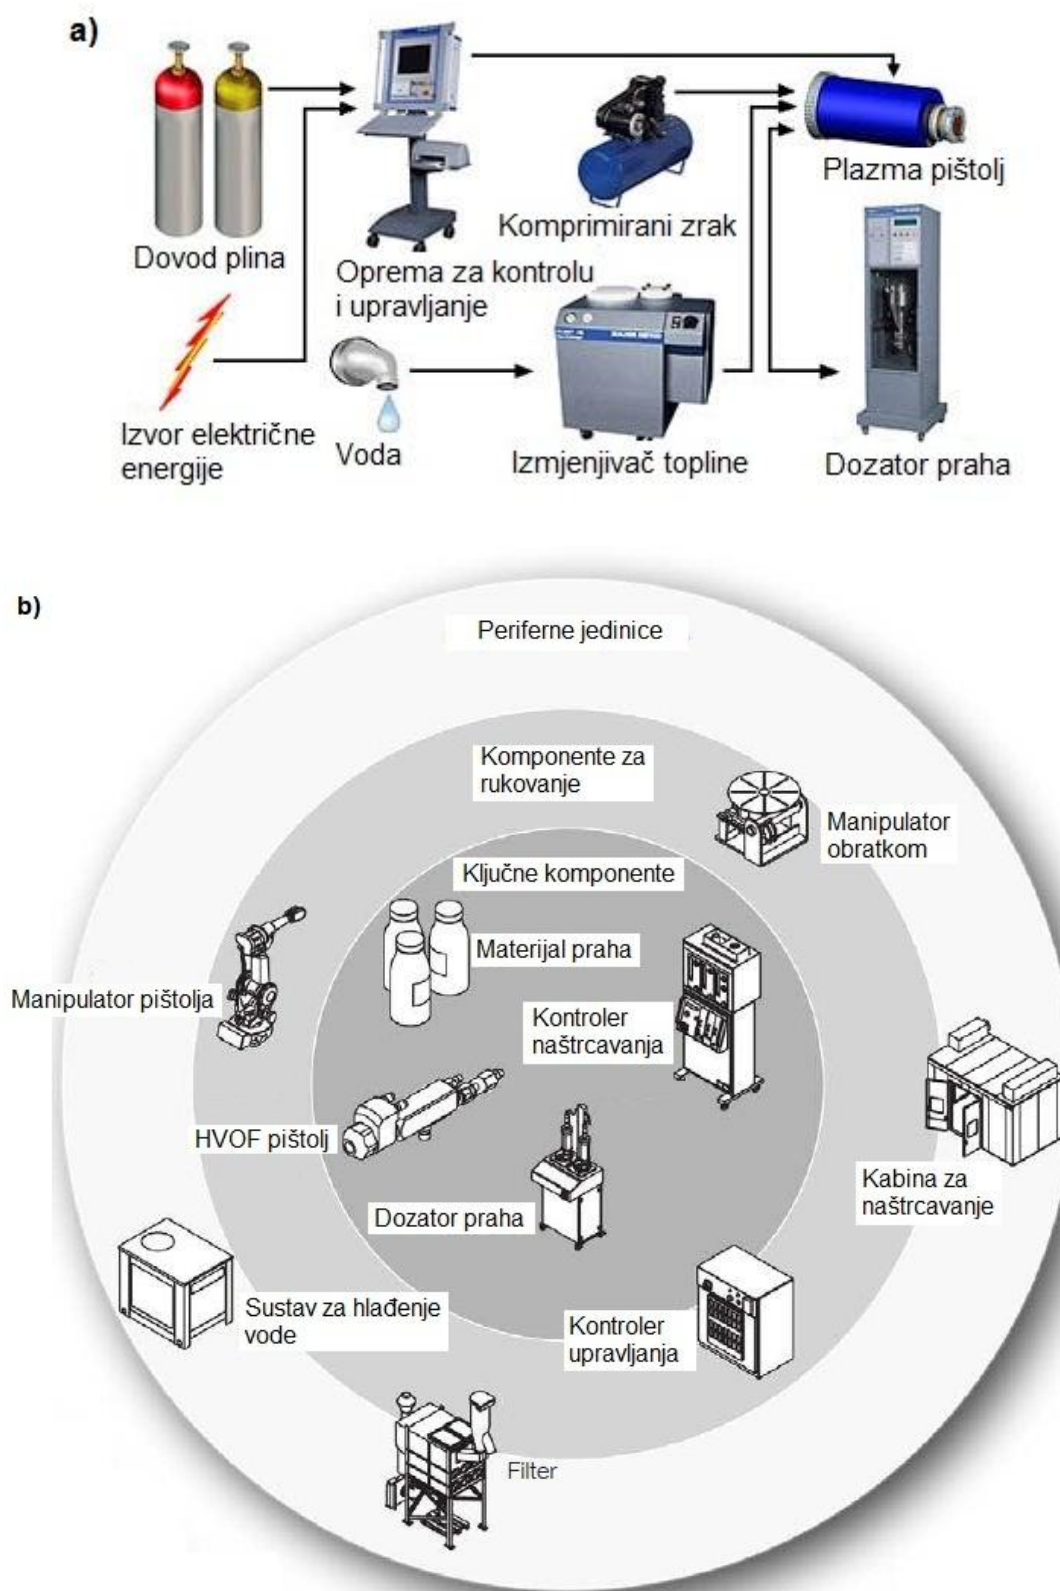 a)
Dovod plina
Oprema za kontrolu
i upravljanje
Komprimirani zrak
Plazma pištolj
Izvor električne
energije
Voda
Izmjenjivač topline
Dozator praha
b)
Periferne jedinice
Komponente za
rukovanje
Manipulator
obratkom
Ključne komponente
Materijal praha
Manipulator pištolja
Kontroler
naštrcavanja
HVOF pištolj
Kabina za
naštrcavanje
Dozator praha
Sustav za hlađenje
vode
Kontroler
upravljanja
Filter